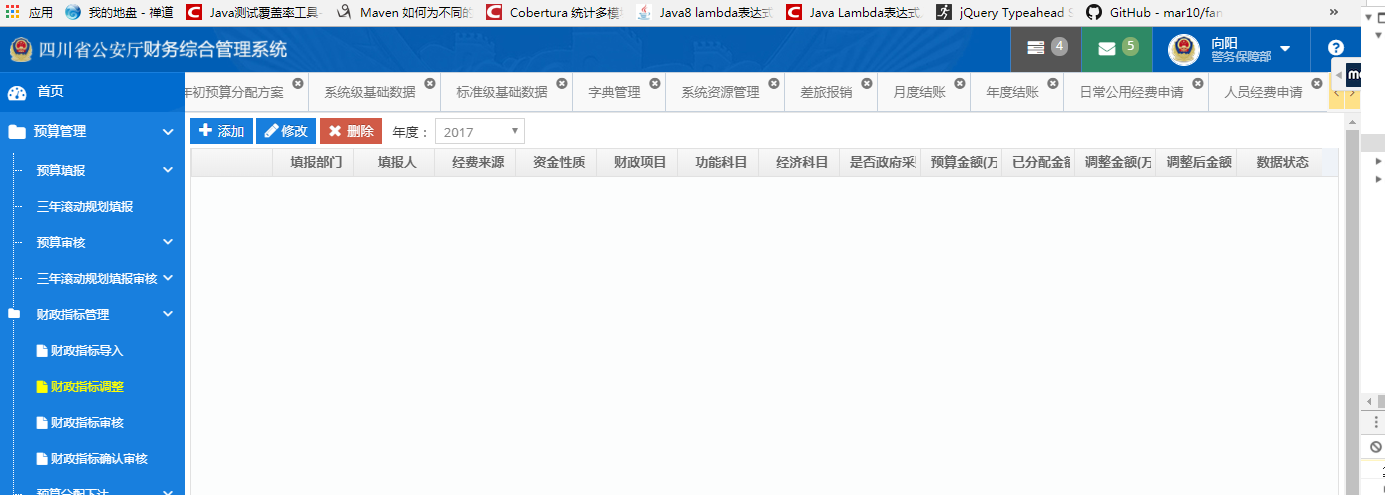 应用 我的地盘 - 禅道 Java测试覆盖率工具- Maven 如何为不同的 Cobertura 统计多模 Java8 lambda表达式 Java Lambda表达式 jQuery Typeahead S GitHub - mar10/fan »
四川省公安厅财务综合管理系统 4 5 向阳
警务保障部
首页 年初预算分配方案 系统级基础数据 标准级基础数据 字典管理 系统资源管理 差旅报销 月度结账 年度结账 日常公用经费申请 人员经费申请
预算管理 添加 修改 删除 年度： 2017
填报部门 填报人 经费来源 资金性质 财政项目 功能科目 经济科目 是否政府采 预算金额(万 已分配金额 调整金额(万 调整后金额 数据状态
预算填报
三年滚动规划填报
预算审核
三年滚动规划填报审核
财政指标管理
财政指标导入
财政指标调整
财政指标审核
财政指标确认审核
预算分配下达